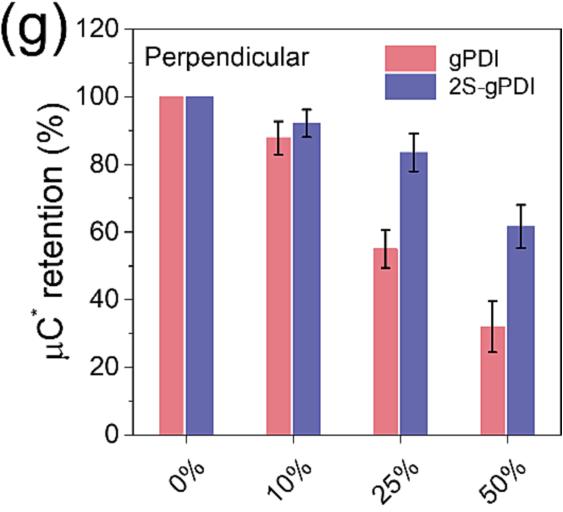 (g)
μC* retention (%)
120
100
80
60
40
20
0
Perpendicular
gPDI
2S-gPDI
0%
10%
25%
50%